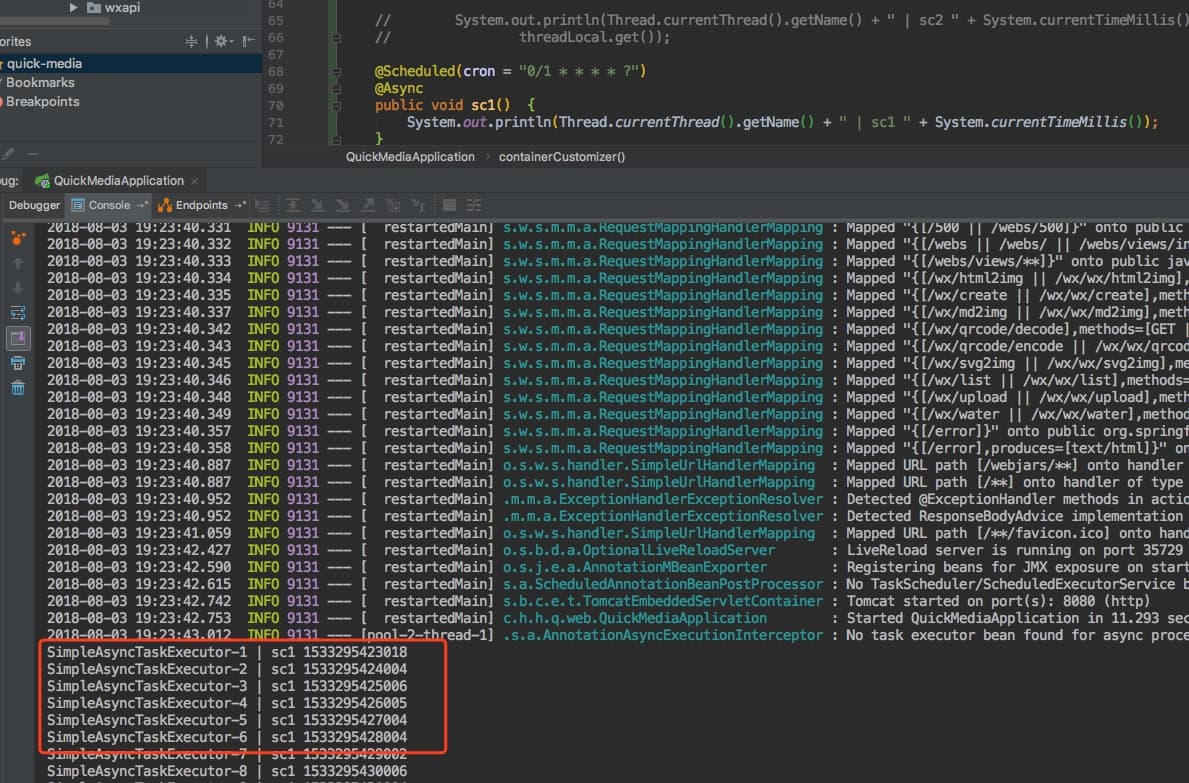 wxapi
64
65 // System.out.println(Thread.currentThread().getName() + " | sc2 " + System.currentTimeMillis()
66 // threadLocal.get());
orites
67
quick-media
68 @Scheduled(cron = "0/1 * * * * ?")
Bookmarks
69 @Async
Breakpoints
70 public void sc1() {
71 System.out.println(Thread.currentThread().getName() + " | sc1 " + System.currentTimeMillis());
72 }
QuickMediaApplication › containerCustomizer()
ug: QuickMediaApplication ×
Debugger Console Endpoints
2018-08-03 19:23:40.331 INFO 9131 --- [ restartedMain] s.w.s.m.m.a.RequestMappingHandlerMapping : Mapped "{[/500 || /webs/500]}" onto public
2018-08-03 19:23:40.332 INFO 9131 --- [ restartedMain] s.w.s.m.m.a.RequestMappingHandlerMapping : Mapped "{[/webs || /webs/ || /webs/views/in
2018-08-03 19:23:40.333 INFO 9131 --- [ restartedMain] s.w.s.m.m.a.RequestMappingHandlerMapping : Mapped "{[/webs/views/**]}" onto public jav
2018-08-03 19:23:40.334 INFO 9131 --- [ restartedMain] s.w.s.m.m.a.RequestMappingHandlerMapping : Mapped "{[/wx/html2img || /wx/wx/html2img],
2018-08-03 19:23:40.335 INFO 9131 --- [ restartedMain] s.w.s.m.m.a.RequestMappingHandlerMapping : Mapped "{[/wx/create || /wx/wx/create],met
2018-08-03 19:23:40.337 INFO 9131 --- [ restartedMain] s.w.s.m.m.a.RequestMappingHandlerMapping : Mapped "{[/wx/md2img || /wx/wx/md2img],met
2018-08-03 19:23:40.342 INFO 9131 --- [ restartedMain] s.w.s.m.m.a.RequestMappingHandlerMapping : Mapped "{[/wx/qrcode/decode],methods=[GET |
2018-08-03 19:23:40.343 INFO 9131 --- [ restartedMain] s.w.s.m.m.a.RequestMappingHandlerMapping : Mapped "{[/wx/qrcode/encode || /wx/wx/qrcod
2018-08-03 19:23:40.345 INFO 9131 --- [ restartedMain] s.w.s.m.m.a.RequestMappingHandlerMapping : Mapped "{[/wx/svg2img || /wx/wx/svg2img],me
2018-08-03 19:23:40.346 INFO 9131 --- [ restartedMain] s.w.s.m.m.a.RequestMappingHandlerMapping : Mapped "{[/wx/list || /wx/wx/list],methods=
2018-08-03 19:23:40.348 INFO 9131 --- [ restartedMain] s.w.s.m.m.a.RequestMappingHandlerMapping : Mapped "{[/wx/upload || /wx/wx/upload],meth
2018-08-03 19:23:40.349 INFO 9131 --- [ restartedMain] s.w.s.m.m.a.RequestMappingHandlerMapping : Mapped "{[/wx/water || /wx/wx/water],method
2018-08-03 19:23:40.357 INFO 9131 --- [ restartedMain] s.w.s.m.m.a.RequestMappingHandlerMapping : Mapped "{[/error]}" onto public org.springf
2018-08-03 19:23:40.358 INFO 9131 --- [ restartedMain] s.w.s.m.m.a.RequestMappingHandlerMapping : Mapped "{[/error],produces=[text/html]}" on
2018-08-03 19:23:40.887 INFO 9131 --- [ restartedMain] o.s.w.s.handler.SimpleUrlHandlerMapping : Mapped URL path [/webjars/**] onto handler
2018-08-03 19:23:40.887 INFO 9131 --- [ restartedMain] o.s.w.s.handler.SimpleUrlHandlerMapping : Mapped URL path [/**] onto handler of type
2018-08-03 19:23:40.952 INFO 9131 --- [ restartedMain] .m.m.a.ExceptionHandlerExceptionResolver : Detected @ExceptionHandler methods in actio
2018-08-03 19:23:40.952 INFO 9131 --- [ restartedMain] .m.m.a.ExceptionHandlerExceptionResolver : Detected ResponseBodyAdvice implementation
2018-08-03 19:23:41.059 INFO 9131 --- [ restartedMain] o.s.w.s.handler.SimpleUrlHandlerMapping : Mapped URL path [/**/favicon.ico] onto hand
2018-08-03 19:23:42.427 INFO 9131 --- [ restartedMain] o.s.b.d.a.OptionalLiveReloadServer : LiveReload server is running on port 35729
2018-08-03 19:23:42.590 INFO 9131 --- [ restartedMain] o.s.j.e.a.AnnotationMBeanExporter : Registering beans for JMX exposure on start
2018-08-03 19:23:42.615 INFO 9131 --- [ restartedMain] s.a.ScheduledAnnotationBeanPostProcessor : No TaskScheduler/ScheduledExecutorService b
2018-08-03 19:23:42.742 INFO 9131 --- [ restartedMain] s.b.c.e.t.TomcatEmbeddedServletContainer : Tomcat started on port(s): 8080 (http)
2018-08-03 19:23:42.753 INFO 9131 --- [ restartedMain] c.h.h.q.web.QuickMediaApplication : Started QuickMediaApplication in 11.293 sec
2018-08-03 19:23:43.012 INFO 9131 --- [pool-2-thread-1] .s.a.AnnotationAsyncExecutionInterceptor : No task executor bean found for async proce
SimpleAsyncTaskExecutor-1 | sc1 1533295423018
SimpleAsyncTaskExecutor-2 | sc1 1533295424004
SimpleAsyncTaskExecutor-3 | sc1 1533295425006
SimpleAsyncTaskExecutor-4 | sc1 1533295426005
SimpleAsyncTaskExecutor-5 | sc1 1533295427004
SimpleAsyncTaskExecutor-6 | sc1 1533295428004
SimpleAsyncTaskExecutor-7 | sc1 1533295429002
SimpleAsyncTaskExecutor-8 | sc1 1533295430006